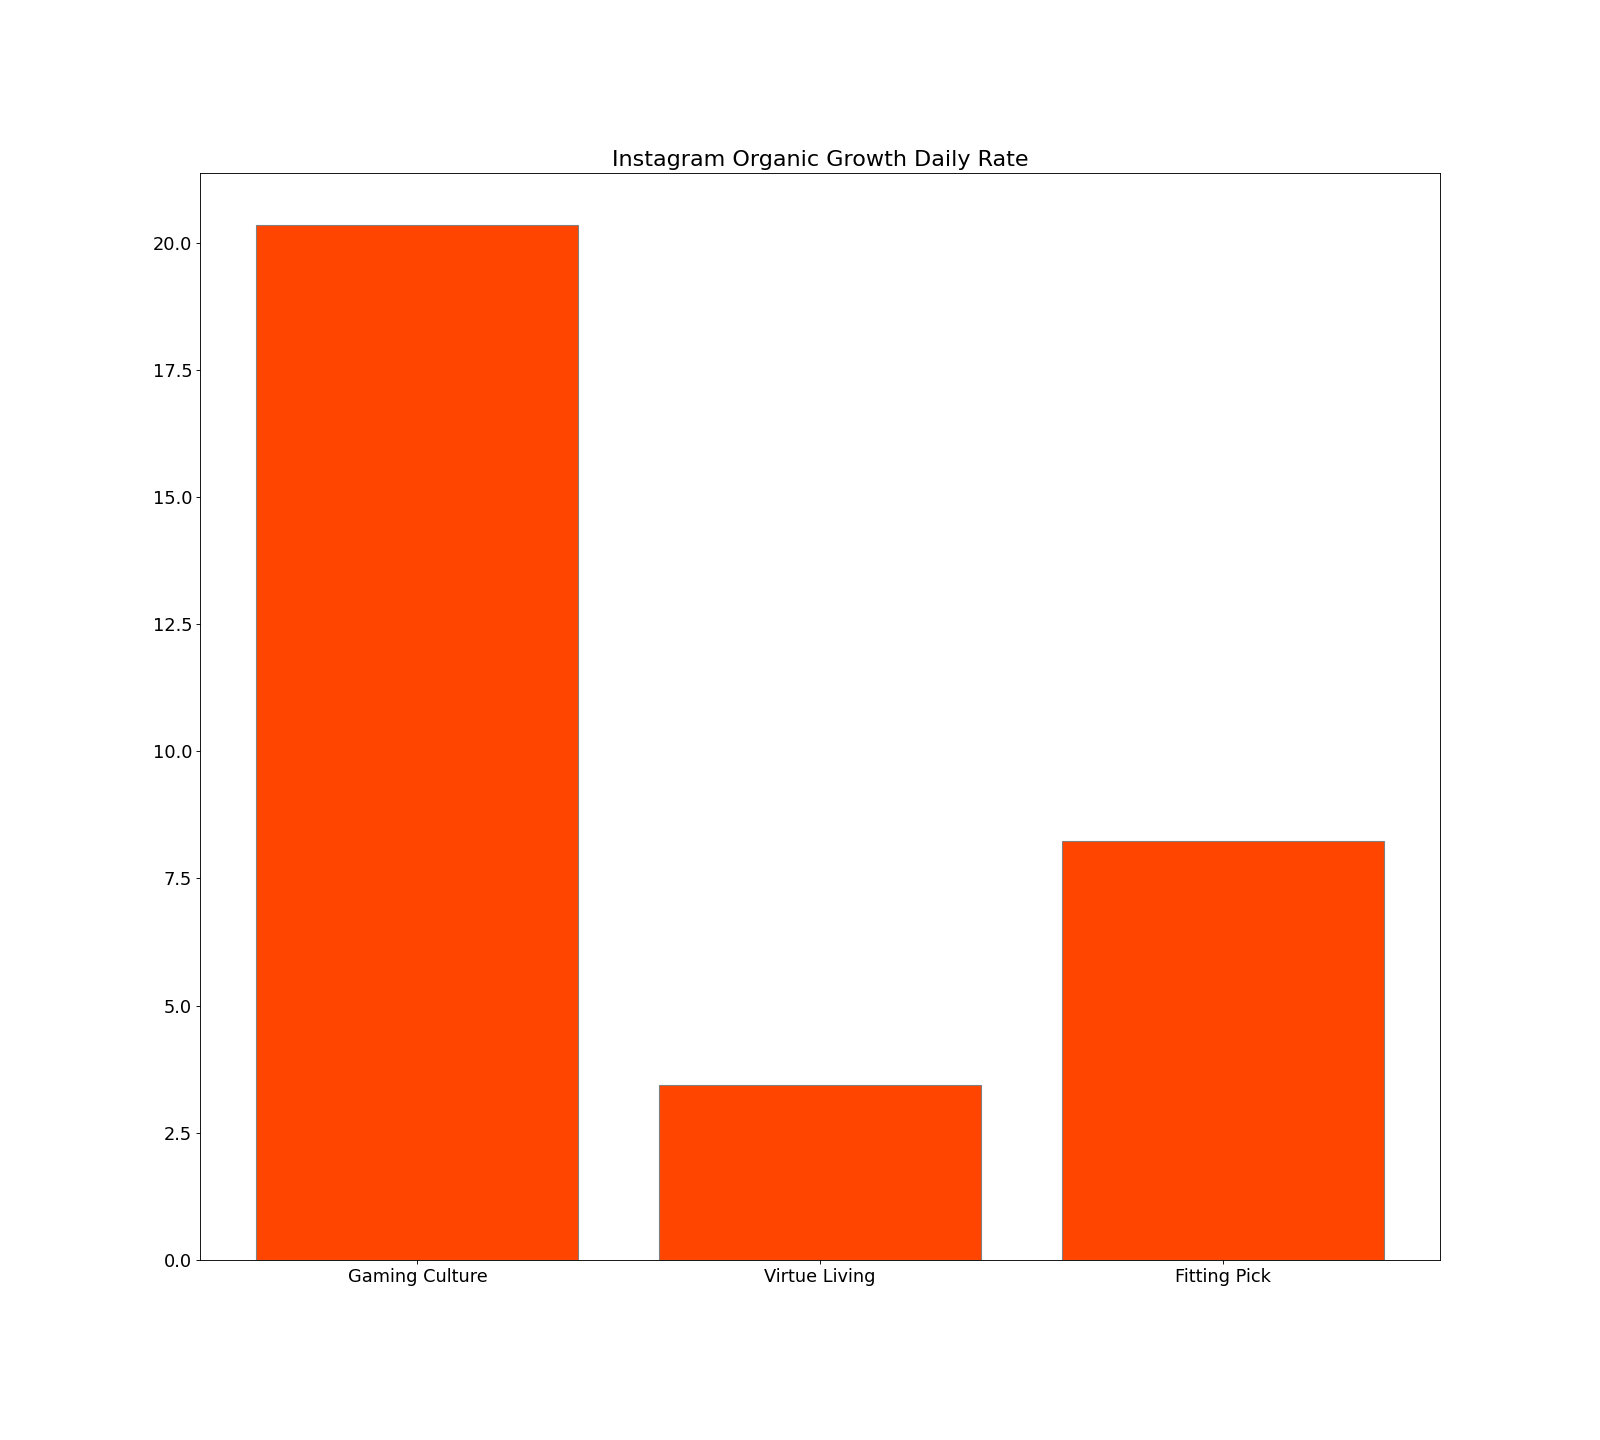 Instagram Organic Growth Daily Rate
20.0
17.5
15.0
12.5
10.0
7.5
5.0
2.5
0.0
Gaming Culture
Virtue Living
Fitting Pick